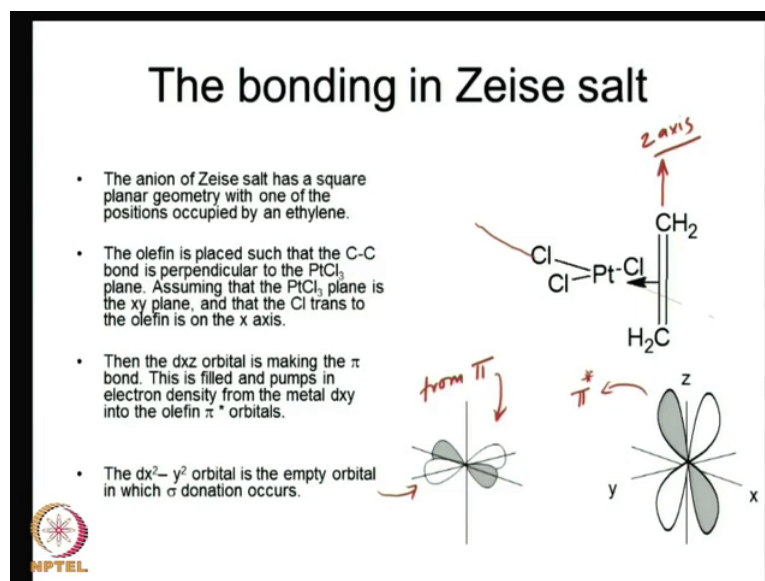 The bonding in Zeise salt
• The anion of Zeise salt has a square
planar geometry with one of the
positions occupied by an ethylene.
• The olefin is placed such that the C-C
bond is perpendicular to the PtCl3
plane. Assuming that the PtCl3 plane is
the xy plane, and that the Cl trans to
the olefin is on the x axis.
• Then the dxz orbital is making the π
bond. This is filled and pumps in
electron density from the metal dxy
into the olefin π * orbitals.
• The dx²– y² orbital is the empty orbital
in which σ donation occurs.
z axis
CH2
Cl
Cl Pt Cl
H2C
from π
π*
z
y
x
NPTEL